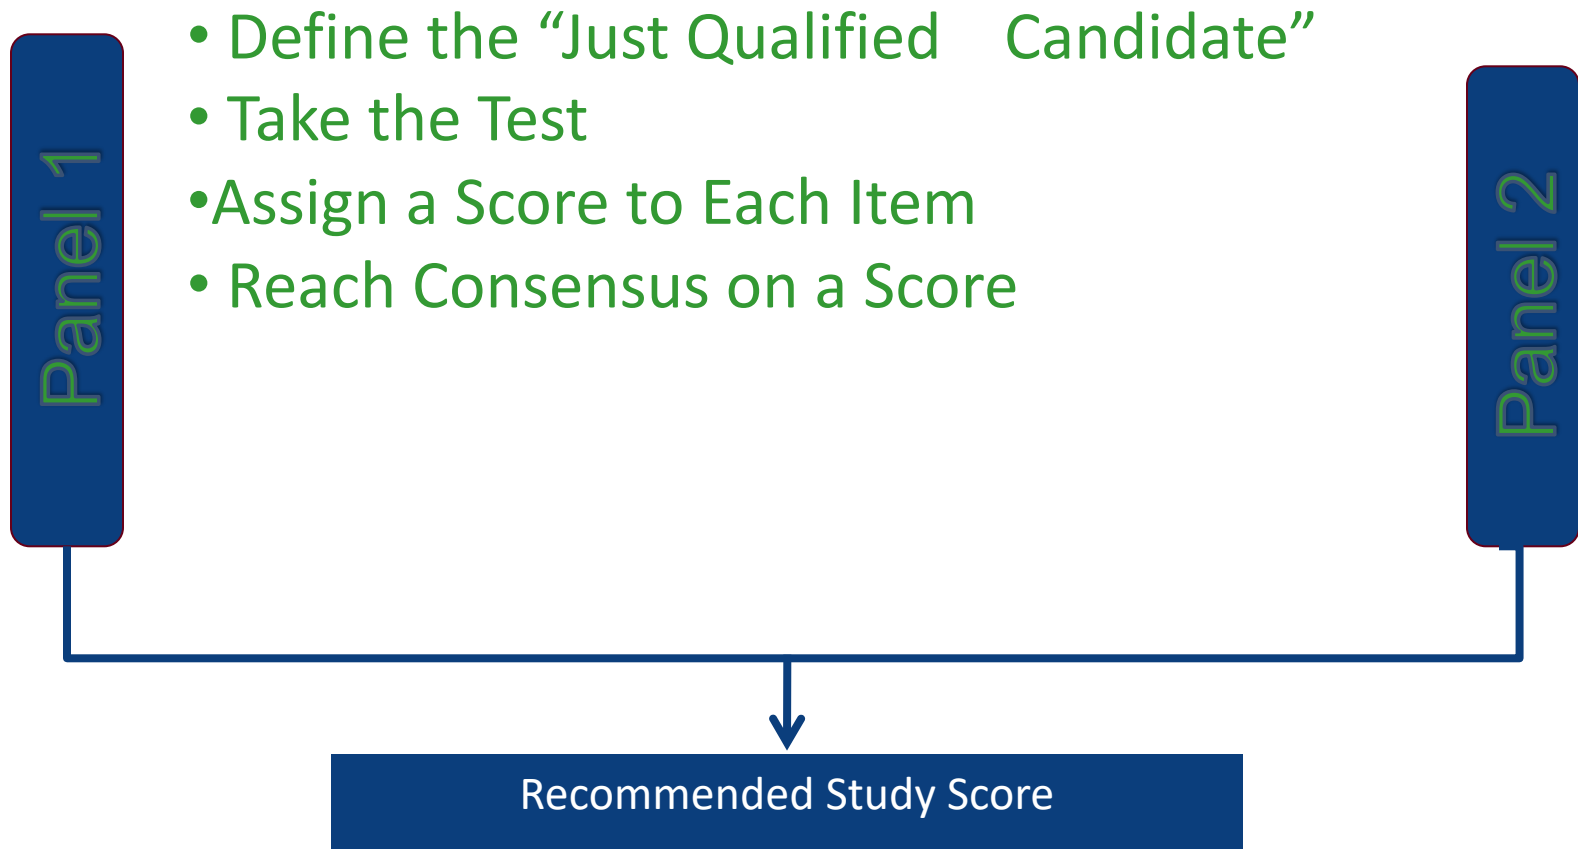 • Define the “Just Qualified Candidate”
• Take the Test
•Assign a Score to Each Item
• Reach Consensus on a Score
Panel 1
Panel 2
Recommended Study Score